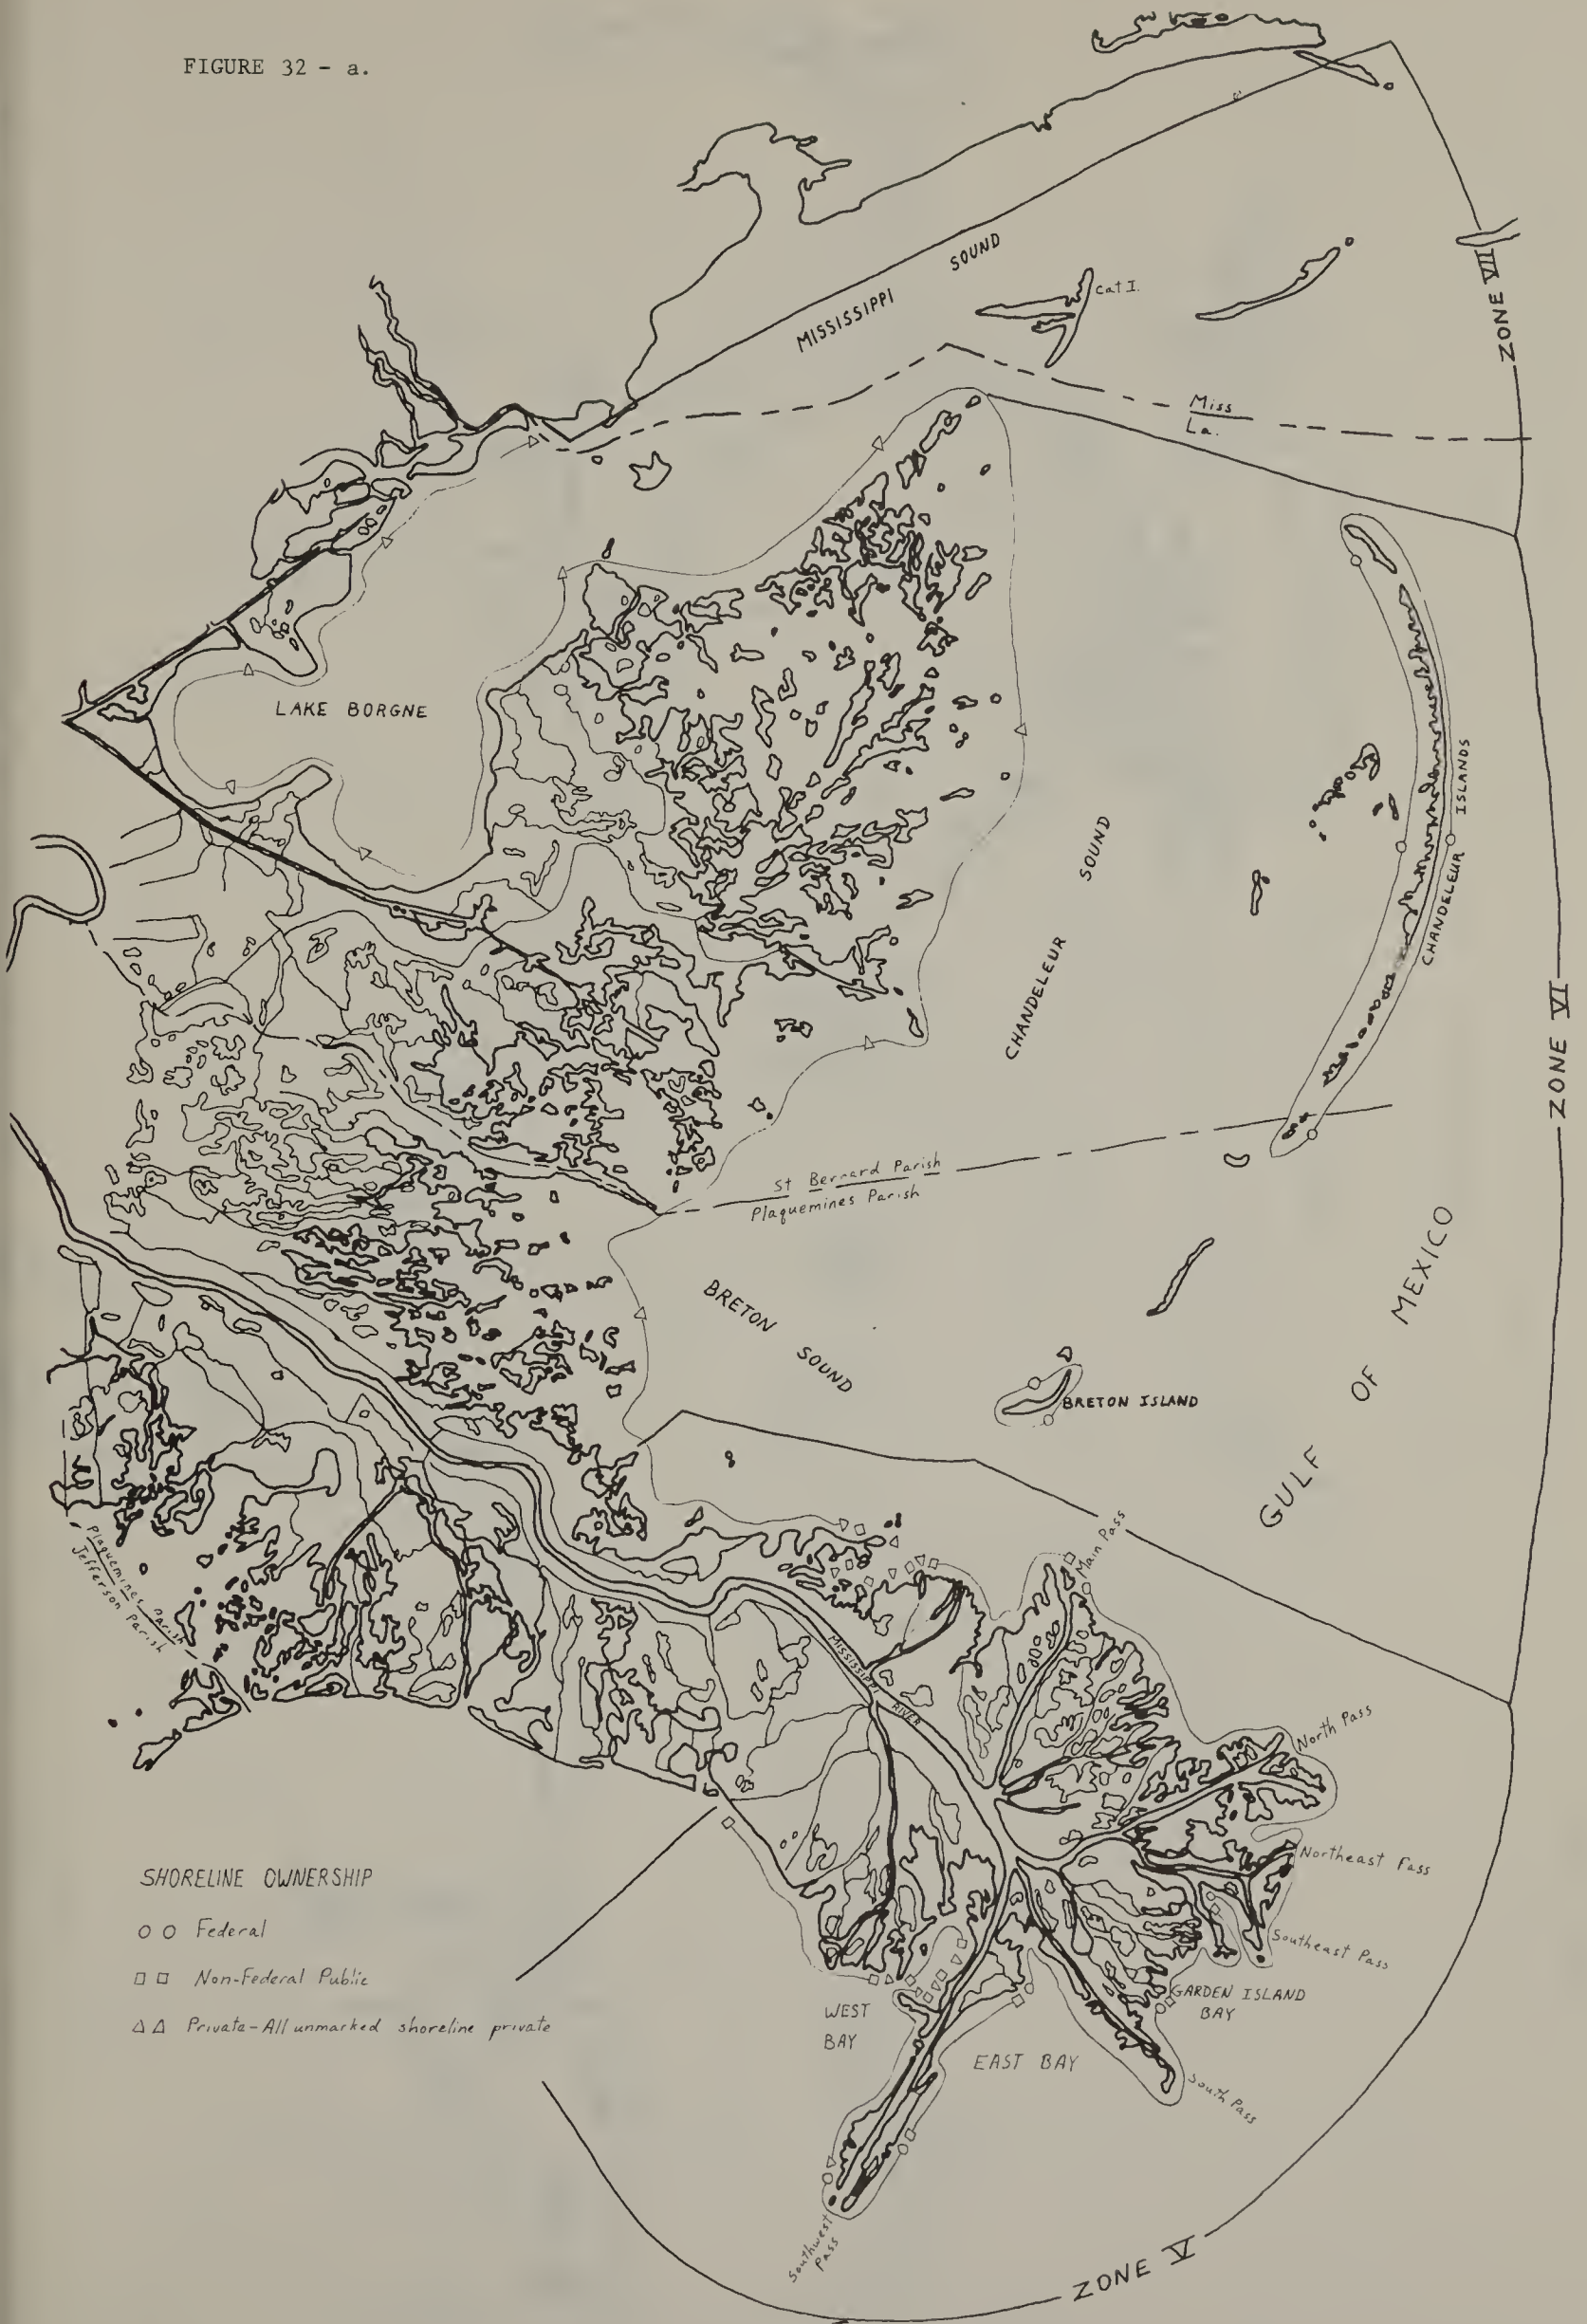 FIGURE 32 - a.
MISSISSIPPI SOUND
Cat I.
ZONE VII
Miss
La.
LAKE BORGNE
CHANDELEUR SOUND
CHANDELEUR ISLANDS
ZONE VI
St Bernard Parish
Plaquemines Parish
BRETON SOUND
BRETON ISLAND
GULF OF MEXICO
Plaquemines Parish
Jefferson Parish
Main Pass
MISSISSIPPI RIVER
North Pass
Northeast Pass
Southeast Pass
GARDEN ISLAND
BAY
WEST
BAY
EAST BAY
South Pass
Southwest
Pass
SHORELINE OWNERSHIP
Federal
Non-Federal Public
Private-All unmarked shoreline private
ZONE V